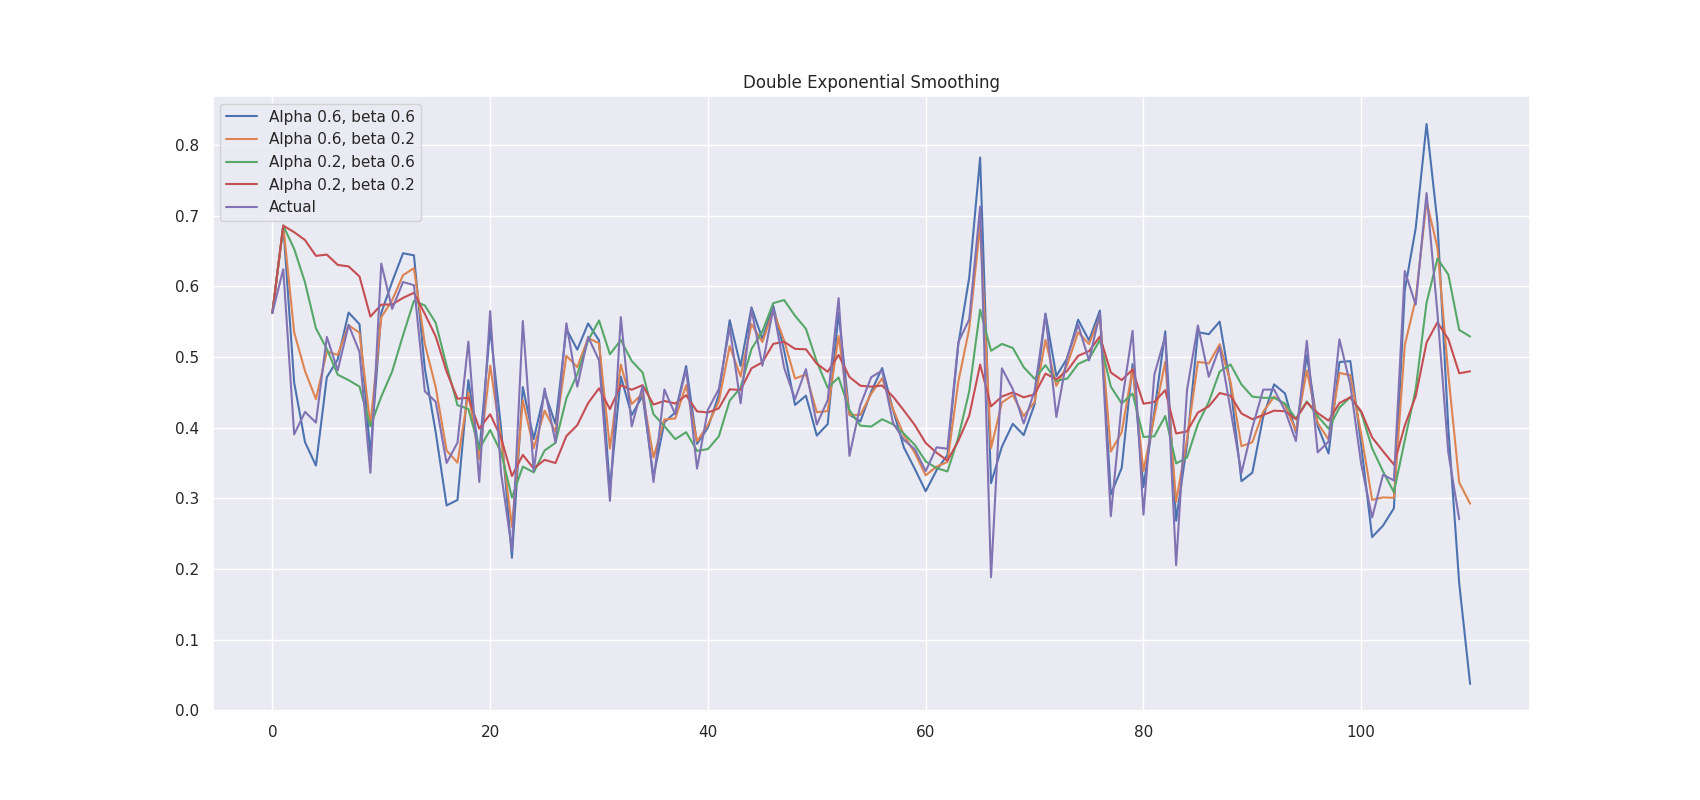 Double Exponential Smoothing
Alpha 0.6, beta 0.6
Alpha 0.6, beta 0.2
Alpha 0.2, beta 0.6
Alpha 0.2, beta 0.2
Actual
0.8
0.7
0.6
0.5
0.4
0.3
0.2
0.1
0.0
0 20 40 60 80 100